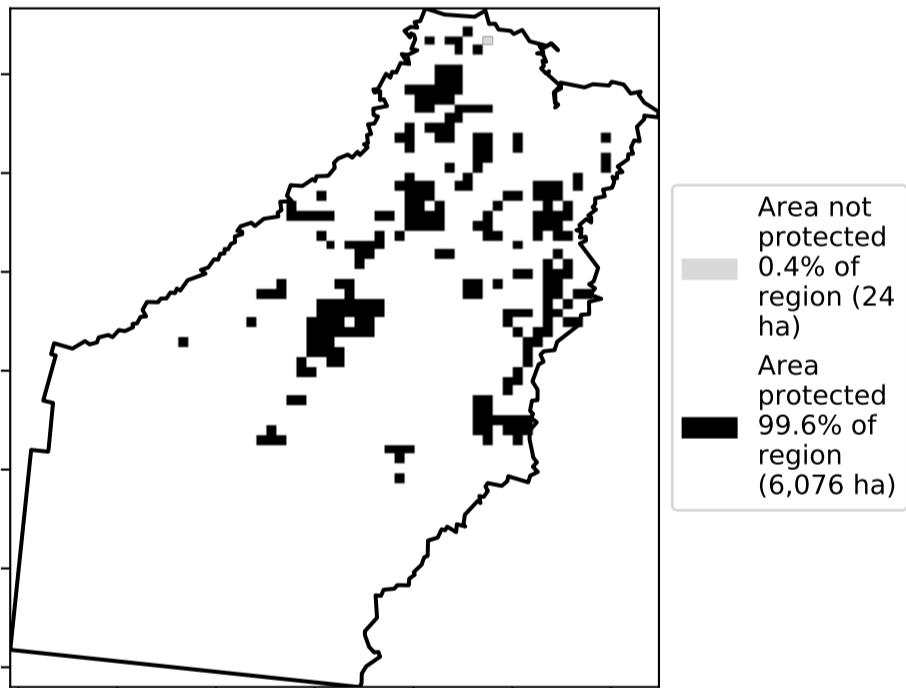 Area not
protected
0.4% of
region (24
ha)
Area
protected
99.6% of
region
(6,076 ha)